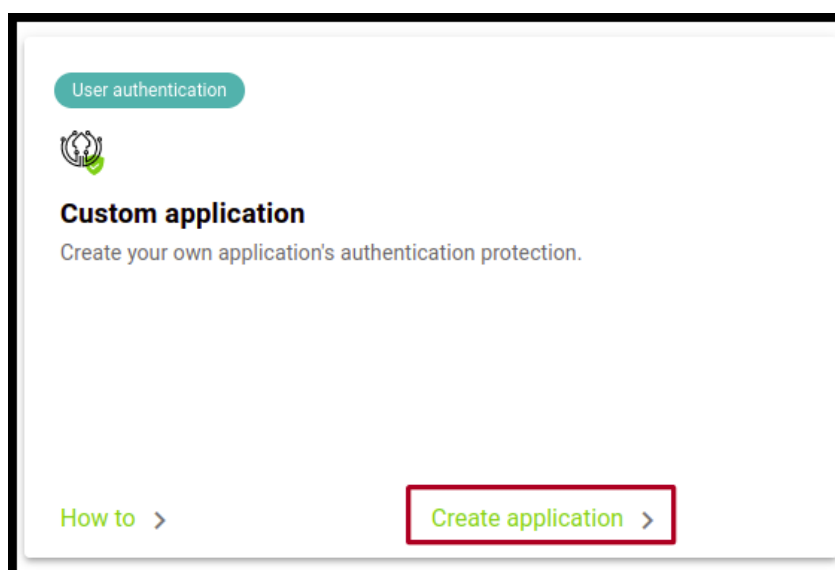 User authentication
Custom application
Create your own application's authentication protection.
How to
Create application